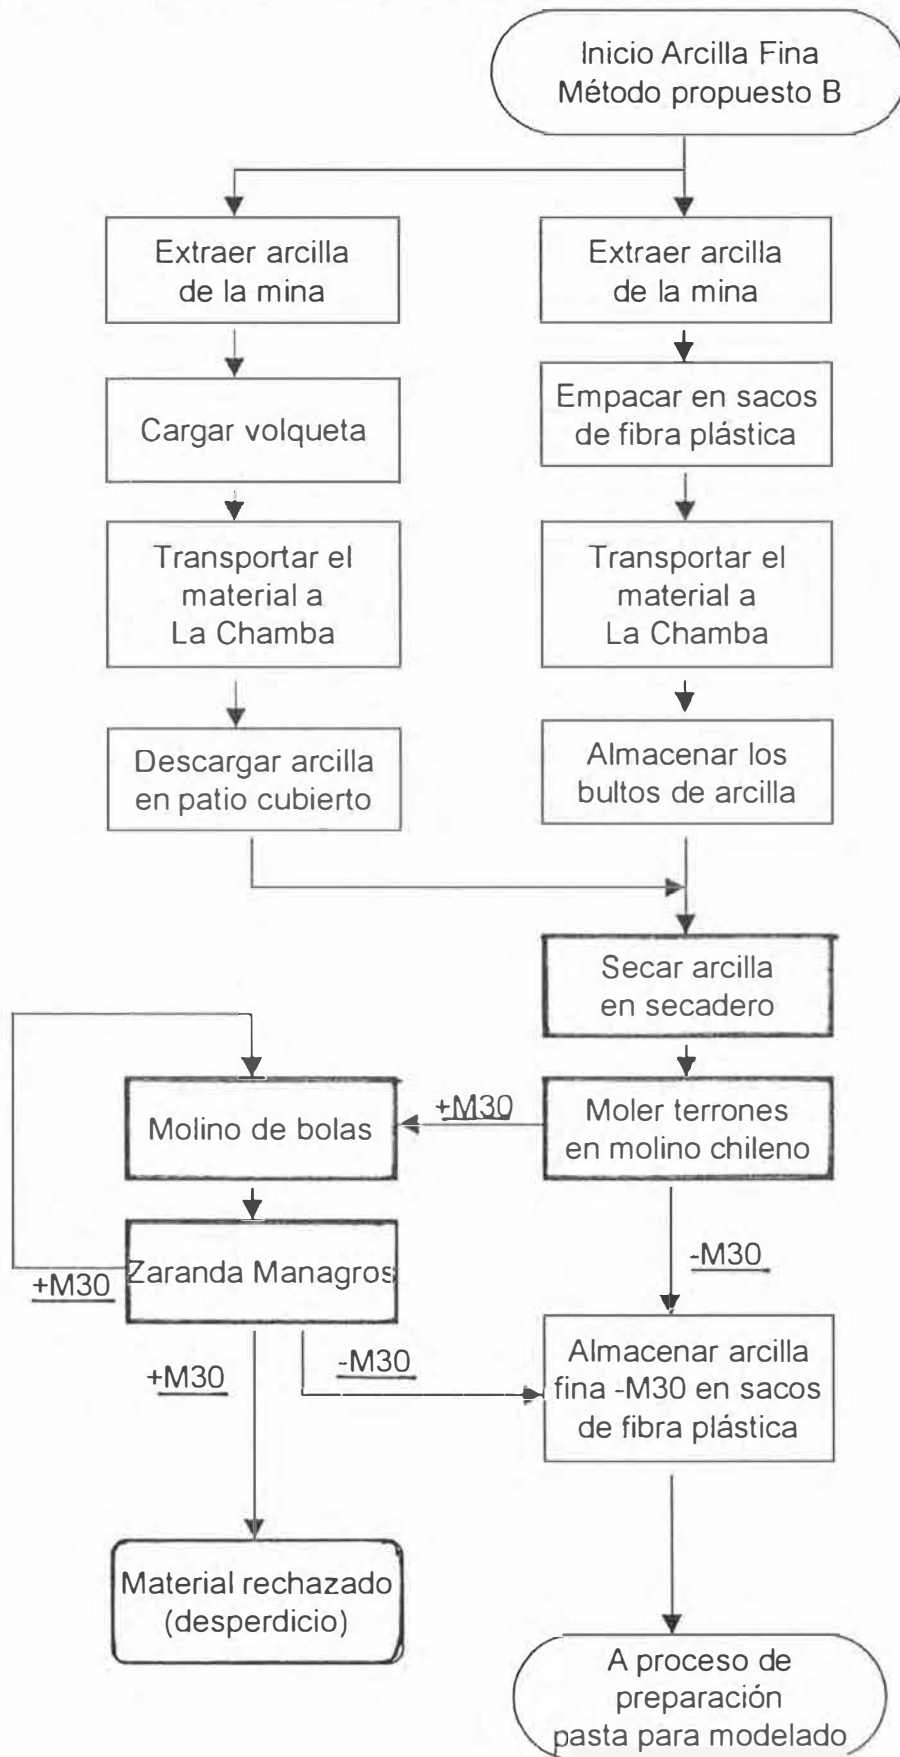 Inicio Arcilla Fina
Método propuesto B
Extraer arcilla
de la mina
Extraer arcilla
de la mina
Cargar volqueta
Empacar en sacos
de fibra plástica
Transportar el
material a
La Chamba
Transportar el
material a
La Chamba
Descargar arcilla
en patio cubierto
Almacenar los
bultos de arcilla
Secar arcilla
en secadero
Molino de bolas
+M30
Moler terrones
en molino chileno
Zaranda Managros
+M30
-M30
+M30
-M30
Almacenar arcilla
fina -M30 en sacos
de fibra plástica
Material rechazado
(desperdicio)
A proceso de
preparación
pasta para modelado